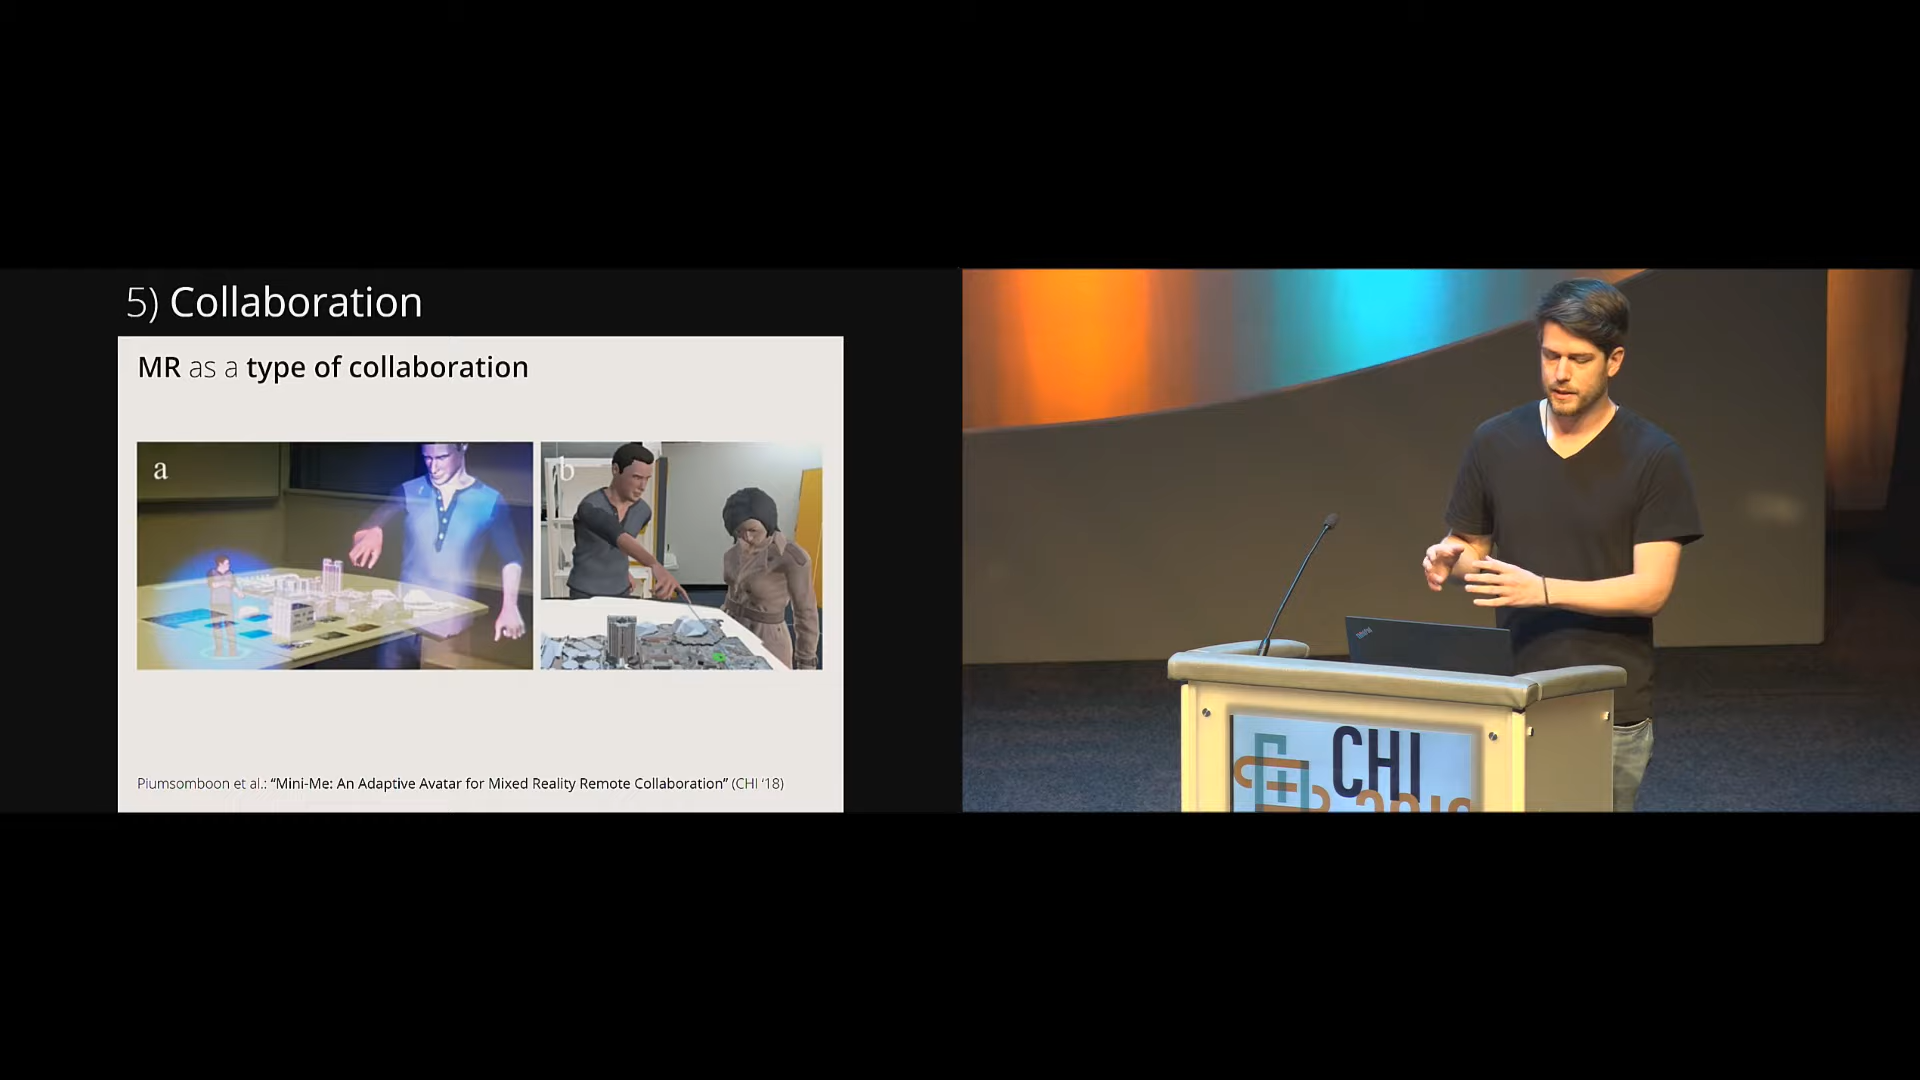 5) Collaboration
MR as a type of collaboration
a
b
Piumsomboon et al.: “Mini-Me: An Adaptive Avatar for Mixed Reality Remote Collaboration” (CHI ‘18)
ThinkPad
CHI